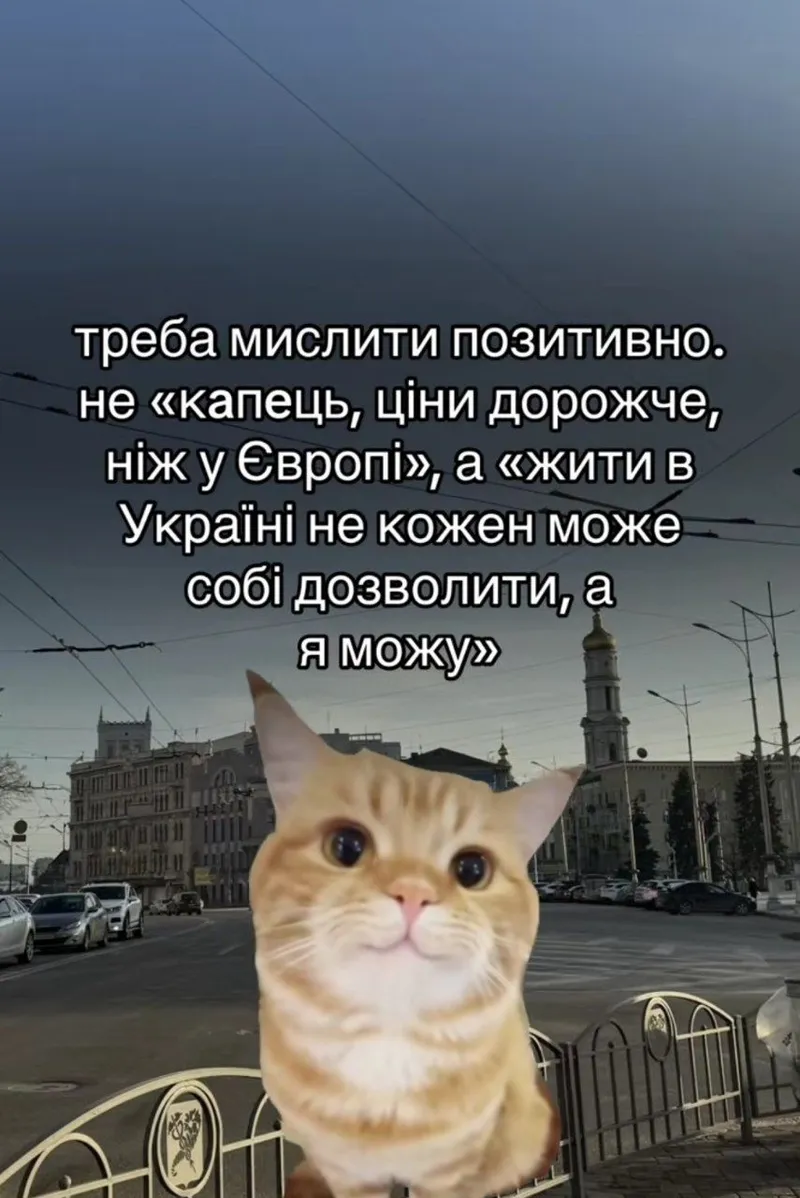 треба мислити позитивно.
не «капець, ціни дорожче,
ніж у Європі», а «жити в
Україні не кожен може
собі дозволити, а
я можу»